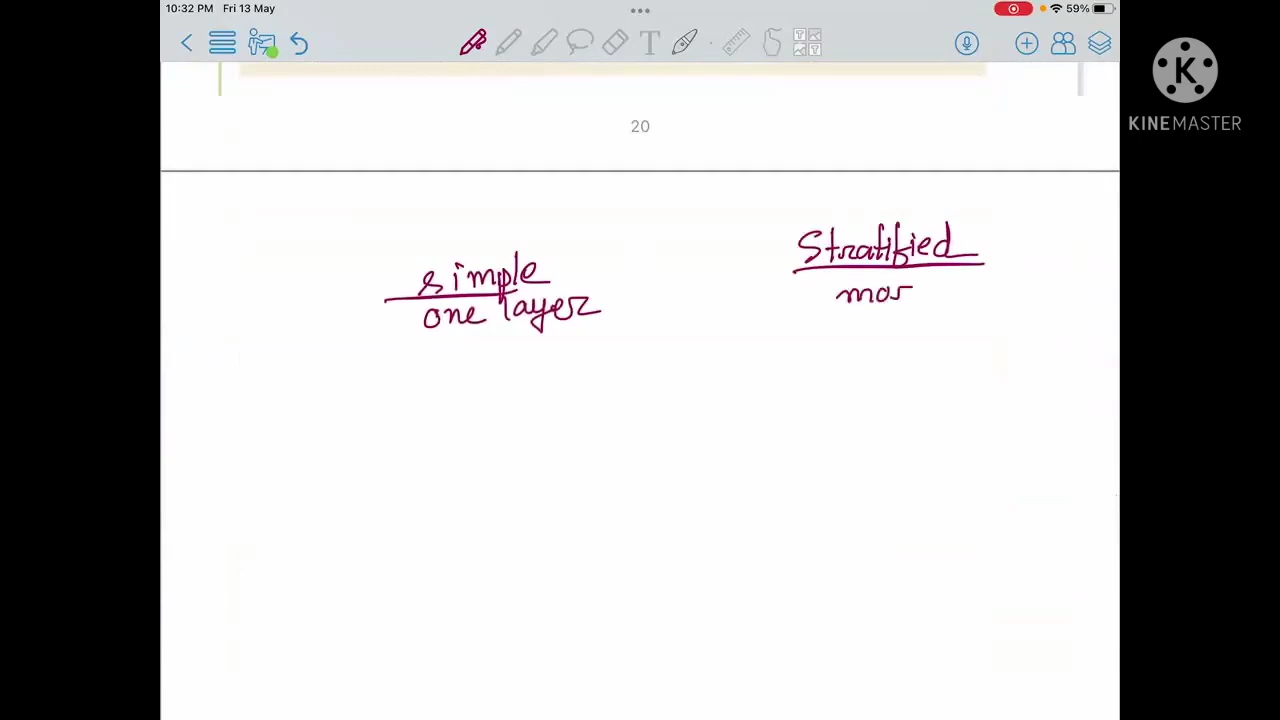 10:32 PM Fri 13 May
59%
KINEMASTER
20
simple
one layer
Stratified
mor